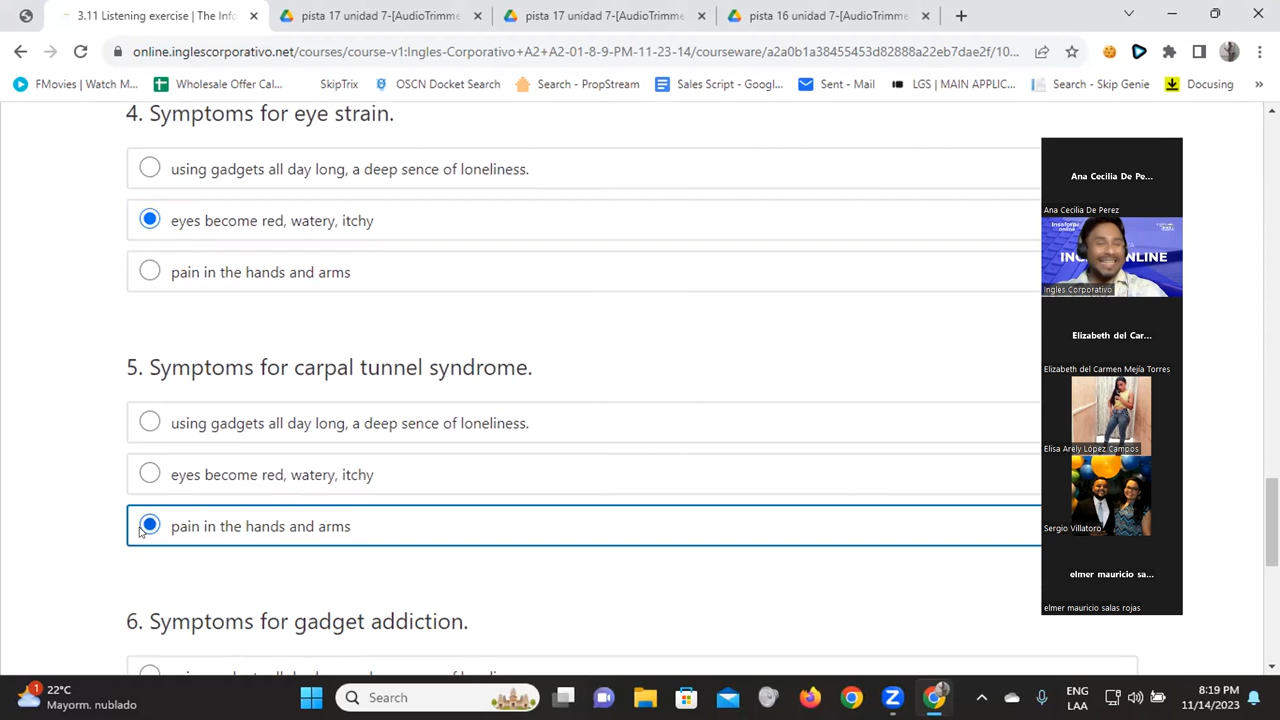 3.11 Listening exercise | The Info
pista 17 unidad 7-[AudioTrimme
pista 17 unidad 7-[AudioTrimme
pista 16 unidad 7-[AudioTrimme
online.inglescorporativo.net/courses/course-v1:Ingles-Corporativo+A2+A2-01-8-9-PM-11-23-14/courseware/a2a0b1a38455453d82888a22eb7dae2f/10...
FMovies | Watch M...
Wholesale Offer Cal...
SkipTrix
OSCN Docket Search
Search - PropStream
Sales Script - Googl...
Sent - Mail
LGS | MAIN APPLIC...
Search - Skip Genie
Docusing
»
4. Symptoms for eye strain.
using gadgets all day long, a deep sence of loneliness.
eyes become red, watery, itchy
pain in the hands and arms
5. Symptoms for carpal tunnel syndrome.
using gadgets all day long, a deep sence of loneliness.
eyes become red, watery, itchy
pain in the hands and arms
6. Symptoms for gadget addiction.
Ana Cecilia De Pe...
Ana Cecilia De Perez
Ingles Corporativo
Elizabeth del Car...
Elizabeth del Carmen Mejía Torres
Elisa Arely López Campos
Sergio Villatoro
elmer mauricio sa...
elmer mauricio salas rojas
1
22°C
Mayorm. nublado
Search
ENG
LAA
8:19 PM
11/14/2023